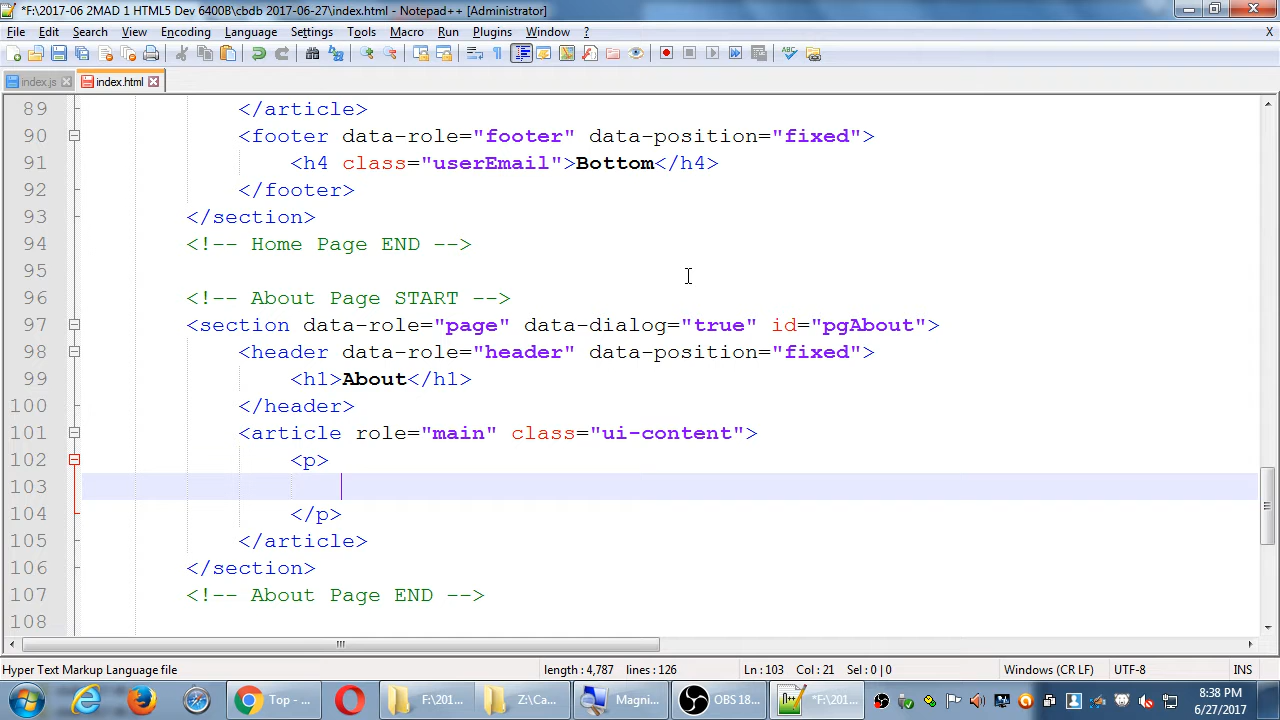 *F:\2017-06 2MAD 1 HTML5 Dev 6400B\cbdb 2017-06-27\index.html - Notepad++ [Administrator]
File Edit Search View Encoding Language Settings Tools Macro Run Plugins Window ? X
index.js index.html
89 </article>
90 <footer data-role="footer" data-position="fixed">
91 <h4 class="userEmail">Bottom</h4>
92 </footer>
93 </section>
94 <!-- Home Page END -->
95
96 <!-- About Page START -->
97 <section data-role="page" data-dialog="true" id="pgAbout">
98 <header data-role="header" data-position="fixed">
99 <h1>About</h1>
100 </header>
101 <article role="main" class="ui-content">
102 <p>
103
104 </p>
105 </article>
106 </section>
107 <!-- About Page END -->
108
Hyper Text Markup Language file length : 4,787 lines : 126 Ln : 103 Col : 21 Sel : 0 | 0 Windows (CR LF) UTF-8 INS
Top - ... F:\201... Z:\Ca... Magni... OBS 18... *F:\201... 8:38 PM
6/27/2017